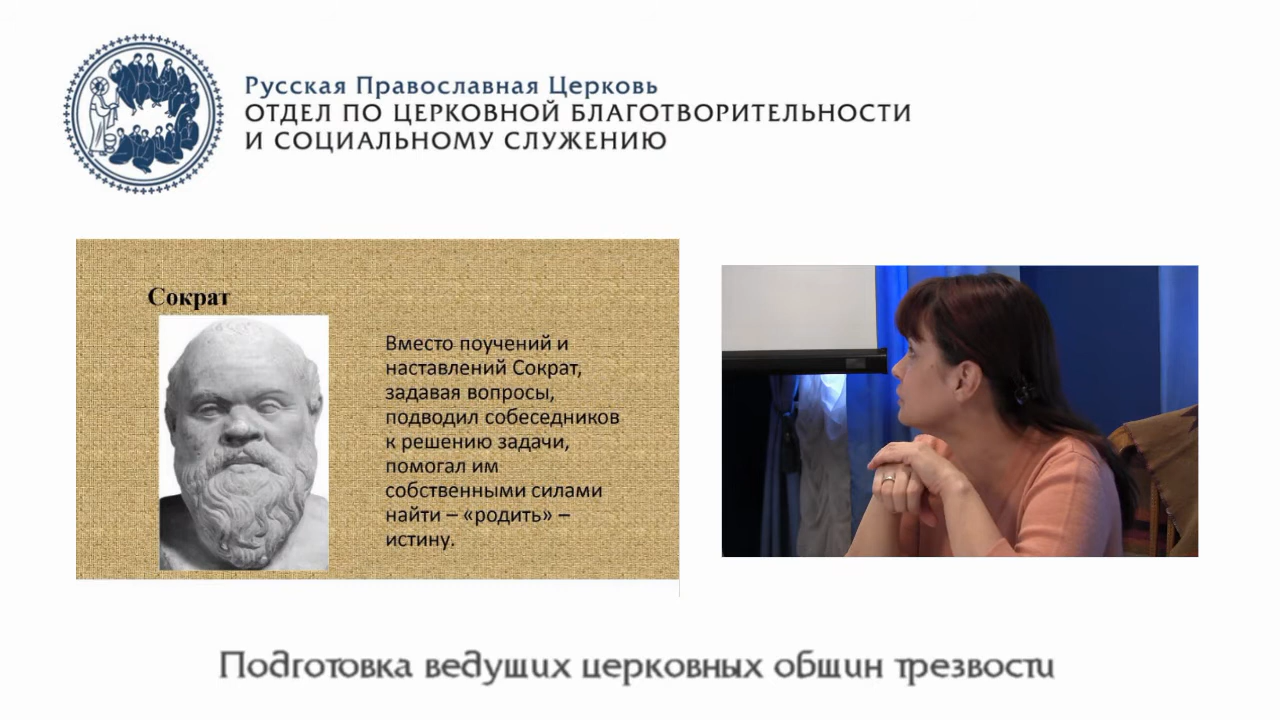 Русская Православная Церковь
ОТДЕЛ ПО ЦЕРКОВНОЙ БЛАГОТВОРИТЕЛЬНОСТИ
И СОЦИАЛЬНОМУ СЛУЖЕНИЮ
Сократ
Вместо поучений и
наставлений Сократ,
задавая вопросы,
подводил собеседников
к решению задачи,
помогал им
собственными силами
найти – «родить» –
истину.
Подготовка ведущих церковных общин трезвости